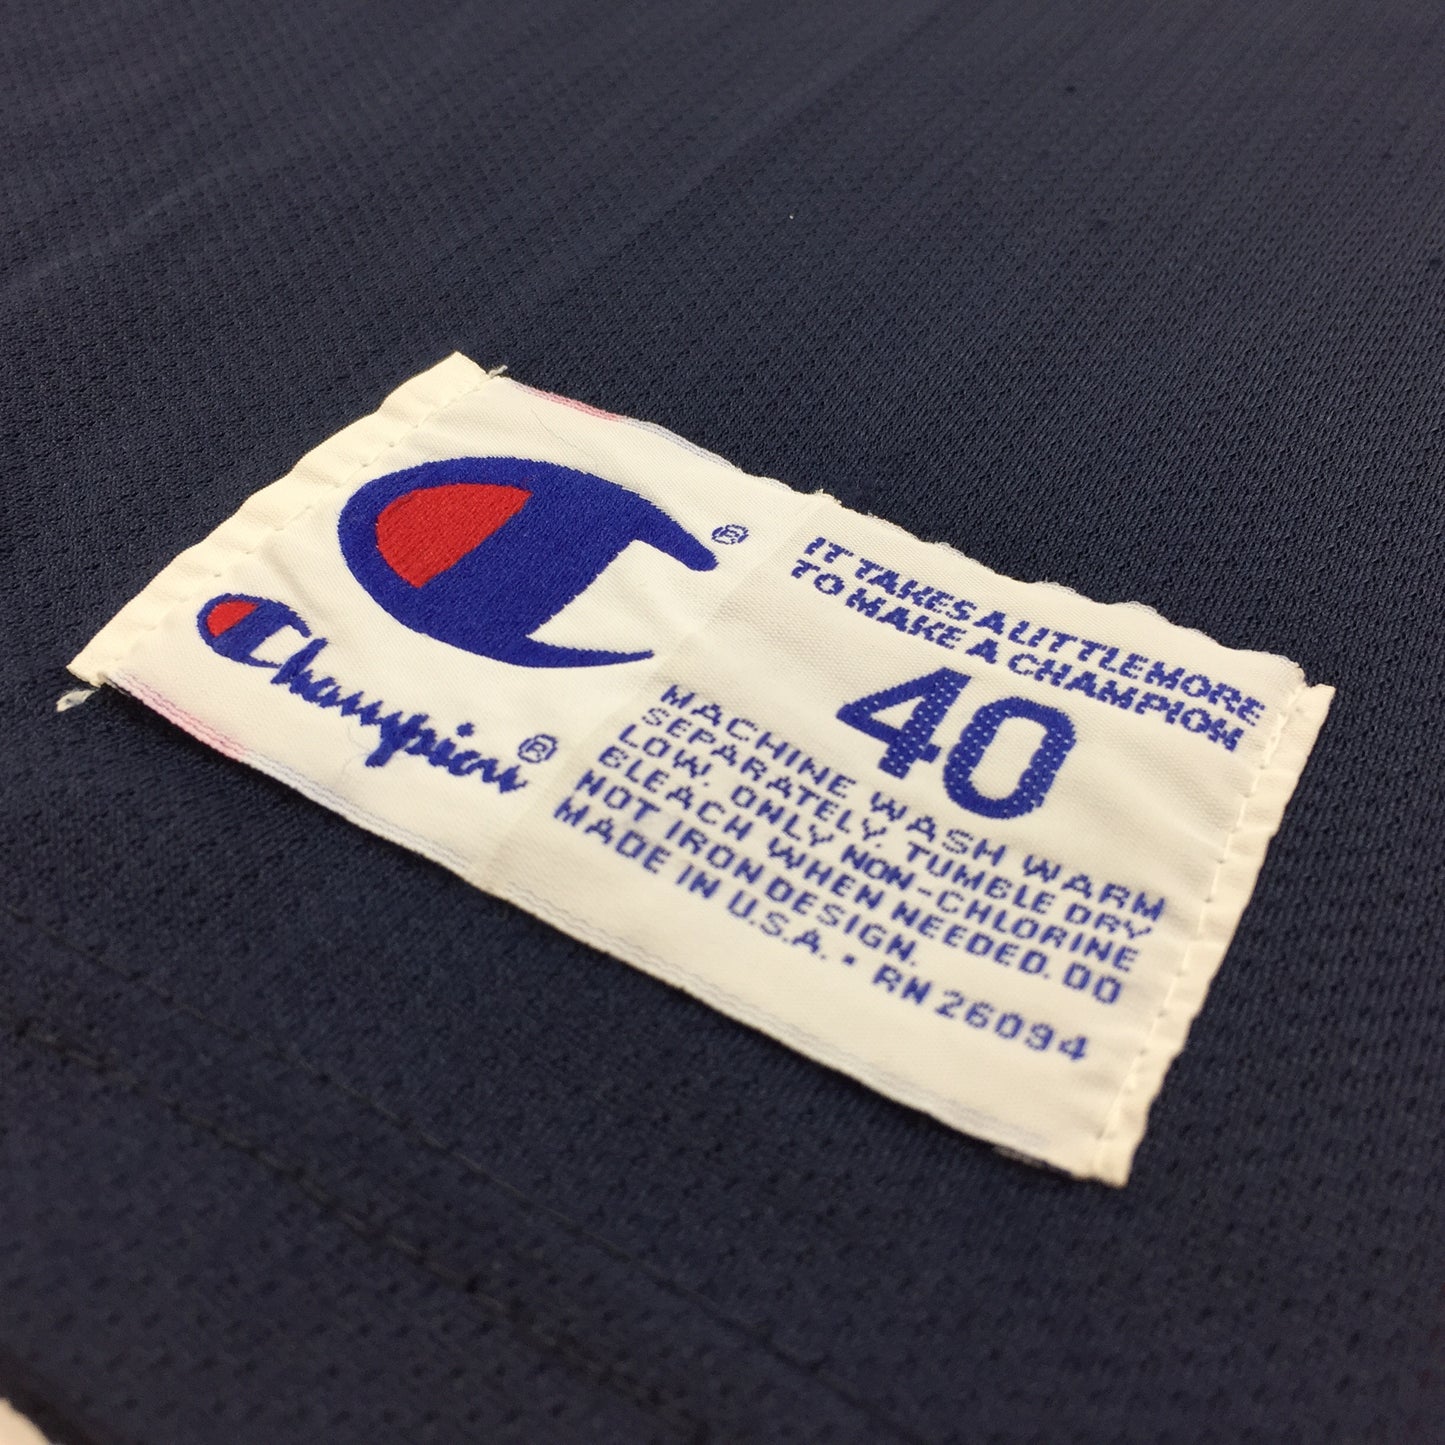 C®
Champion®
IT TAKES A LITTLE MORE
TO MAKE A CHAMPION
40
MACHINE WASH WARM
SEPARATELY. TUMBLE DRY
LOW. ONLY NON-CHLORINE
BLEACH WHEN NEEDED. DO
NOT IRON DESIGN.
MADE IN U.S.A. • RN 26094